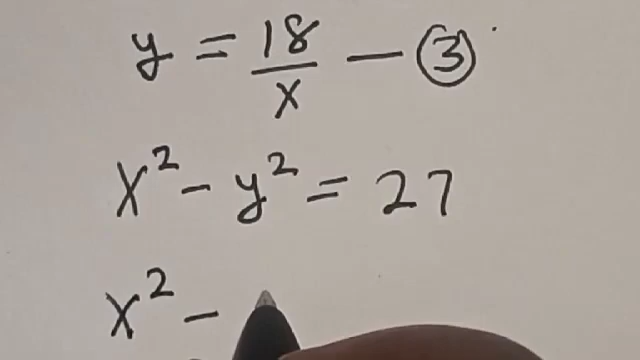 y = 18/x — ③
x² - y² = 27
x² -